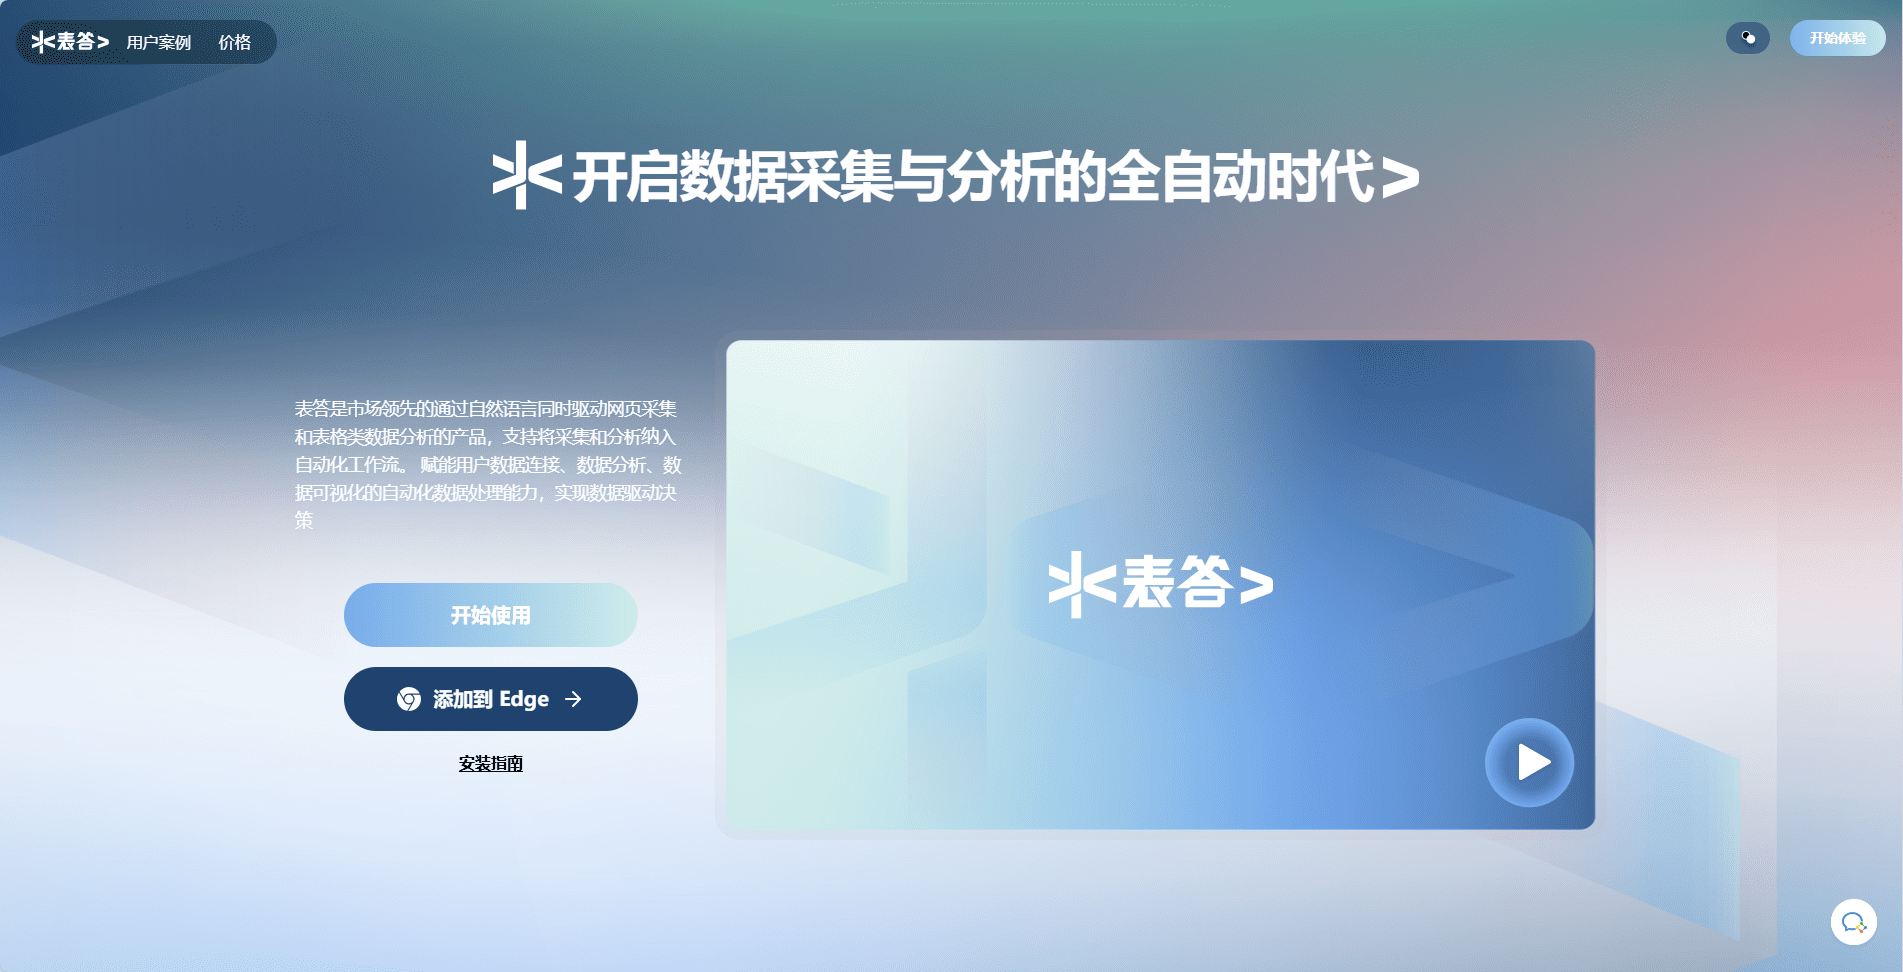 表答>
用户案例
价格
开始体验
开启数据采集与分析的全自动时代>
表答是市场领先的通过自然语言同时驱动网页采集
和表格类数据分析的产品，支持将采集和分析纳入
自动化工作流。 赋能用户数据连接、数据分析、数
据可视化的自动化数据处理能力，实现数据驱动决
策
开始使用
添加到 Edge →
安装指南
表答>